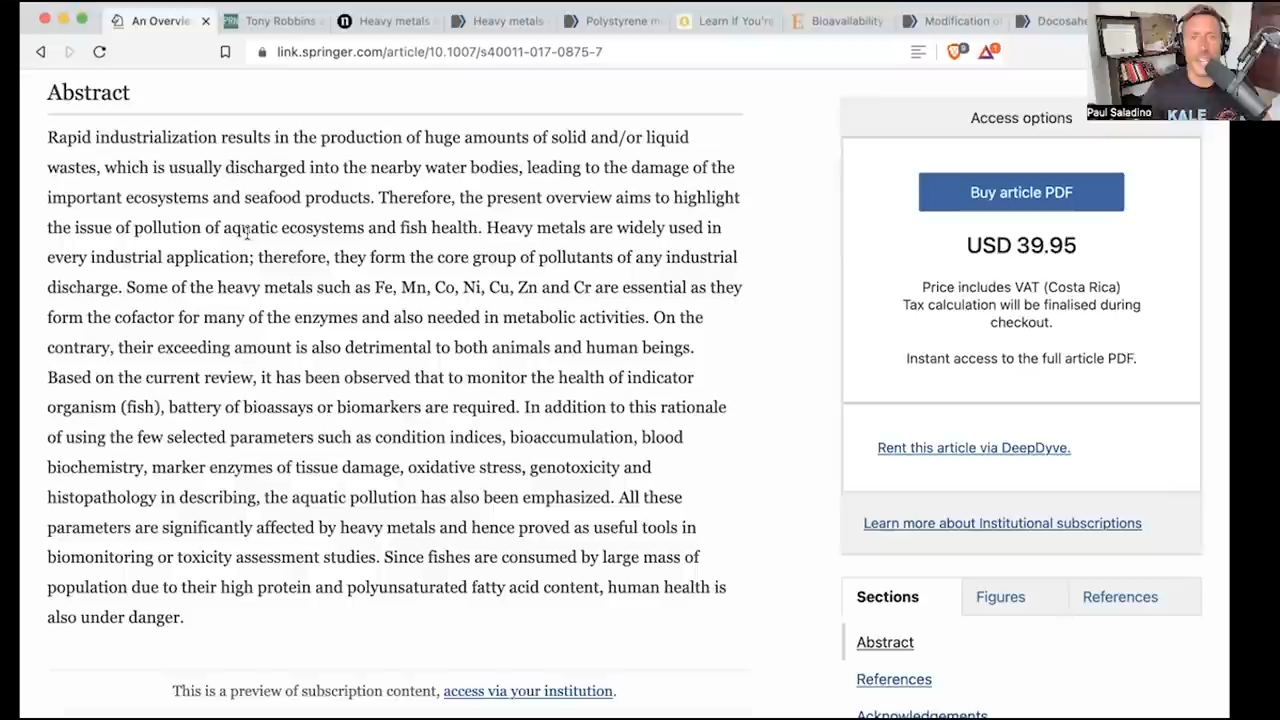 An Overvie
Tony Robbins a
Heavy metals
Heavy metals
Polystyrene m
Learn If You're
Bioavailability
Modification of
Docosahe
link.springer.com/article/10.1007/s40011-017-0875-7
Paul Saladino
KALE
Abstract
Rapid industrialization results in the production of huge amounts of solid and/or liquid
wastes, which is usually discharged into the nearby water bodies, leading to the damage of the
important ecosystems and seafood products. Therefore, the present overview aims to highlight
the issue of pollution of aquatic ecosystems and fish health. Heavy metals are widely used in
every industrial application; therefore, they form the core group of pollutants of any industrial
discharge. Some of the heavy metals such as Fe, Mn, Co, Ni, Cu, Zn and Cr are essential as they
form the cofactor for many of the enzymes and also needed in metabolic activities. On the
contrary, their exceeding amount is also detrimental to both animals and human beings.
Based on the current review, it has been observed that to monitor the health of indicator
organism (fish), battery of bioassays or biomarkers are required. In addition to this rationale
of using the few selected parameters such as condition indices, bioaccumulation, blood
biochemistry, marker enzymes of tissue damage, oxidative stress, genotoxicity and
histopathology in describing, the aquatic pollution has also been emphasized. All these
parameters are significantly affected by heavy metals and hence proved as useful tools in
biomonitoring or toxicity assessment studies. Since fishes are consumed by large mass of
population due to their high protein and polyunsaturated fatty acid content, human health is
also under danger.
This is a preview of subscription content, access via your institution.
Access options
Buy article PDF
USD 39.95
Price includes VAT (Costa Rica)
Tax calculation will be finalised during
checkout.
Instant access to the full article PDF.
Rent this article via DeepDyve.
Learn more about Institutional subscriptions
Sections
Figures
References
Abstract
References
Acknowledgements